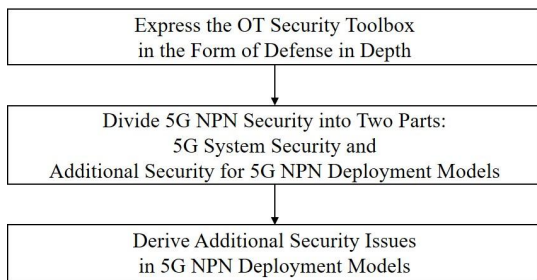 Express the OT Security Toolbox
in the Form of Defense in Depth
Divide 5G NPN Security into Two Parts:
5G System Security and
Additional Security for 5G NPN Deployment Models
Derive Additional Security Issues
in 5G NPN Deployment Models